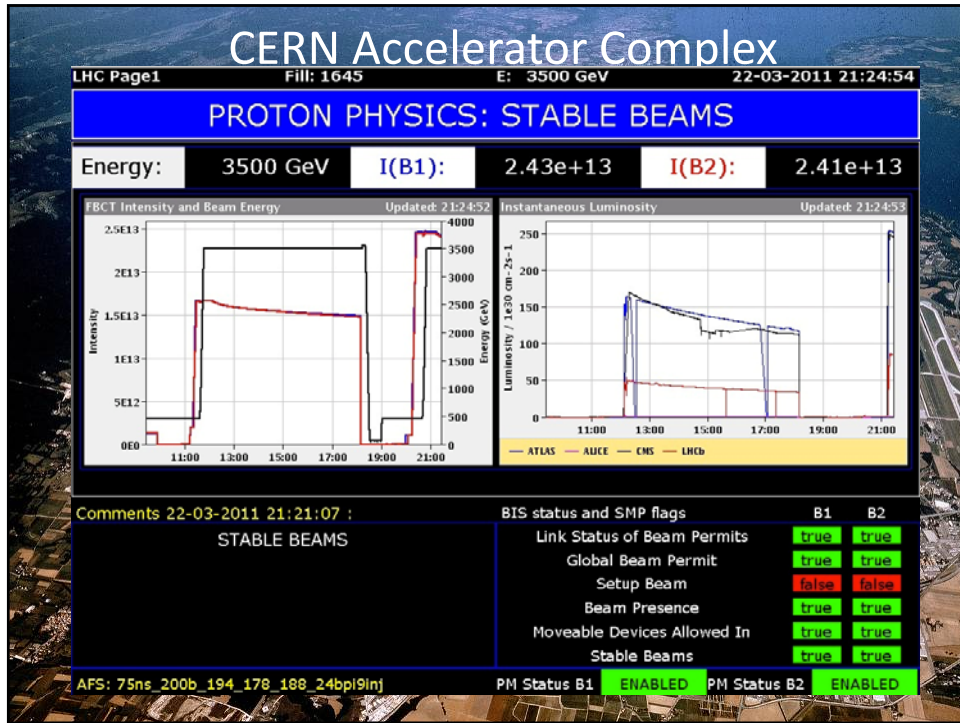 CERN Accelerator Complex
LHC Page1 Fill: 1645 E: 3500 GeV 22-03-2011 21:24:54
PROTON PHYSICS: STABLE BEAMS
Energy: 3500 GeV I(B1): 2.43e+13 I(B2): 2.41e+13
FBCT Intensity and Beam Energy Updated: 21:24:52
2.5E13
2E13
1.5E13
1E13
5E12
0E0
Intensity
4000
3500
3000
2500
2000
1500
1000
500
0
Energy (GeV)
11:00 13:00 15:00 17:00 19:00 21:00
Instantaneous Luminosity Updated: 21:24:53
250
200
150
100
50
0
Luminosity / 1e30 cm-2s-1
11:00 13:00 15:00 17:00 19:00 21:00
ATLAS ALICE CMS LHCb
Comments 22-03-2011 21:21:07 :
STABLE BEAMS
BIS status and SMP flags B1 B2
Link Status of Beam Permits true true
Global Beam Permit true true
Setup Beam false false
Beam Presence true true
Moveable Devices Allowed In true true
Stable Beams true true
AFS: 75ns_200b_194_178_188_24bpi9inj PM Status B1 ENABLED PM Status B2 ENABLED